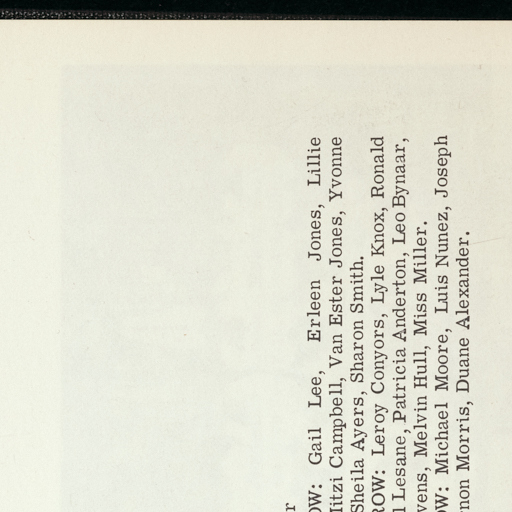 r
OW: Gail Lee, Erleen Jones, Lillie
itzi Campbell, Van Ester Jones, Yvonne
Sheila Ayers, Sharon Smith.
ROW: Leroy Conyors, Lyle Knox, Ronald
l Lesane, Patricia Anderton, Leo Bynaar,
vens, Melvin Hull, Miss Miller.
OW: Michael Moore, Luis Nunez, Joseph
non Morris, Duane Alexander.